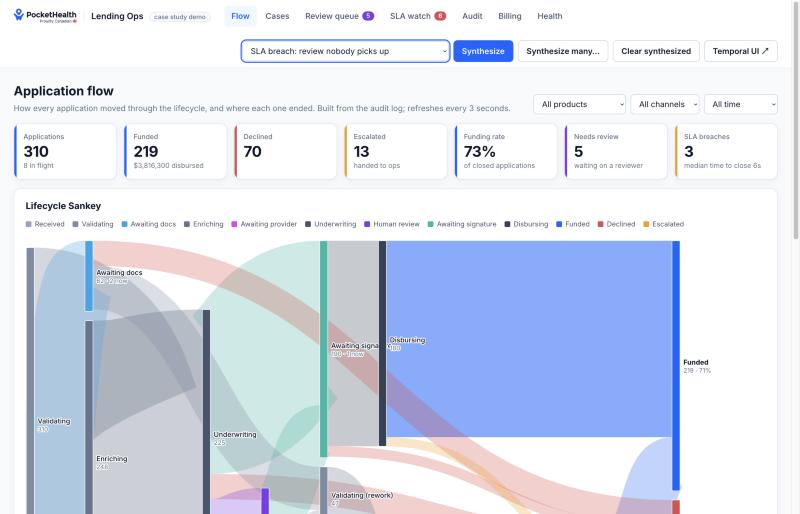 PocketHealth
Proudly Canadian
Lending Ops
case study demo
Flow
Cases
Review queue 5
SLA watch 6
Audit
Billing
Health
SLA breach: review nobody picks up
Synthesize
Synthesize many...
Clear synthesized
Temporal UI ↗
Application flow
How every application moved through the lifecycle, and where each one ended. Built from the audit log; refreshes every 3 seconds.
All products
All channels
All time
Applications
310
8 in flight
Funded
219
$3,816,300 disbursed
Declined
70
Escalated
13
handed to ops
Funding rate
73%
of closed applications
Needs review
5
waiting on a reviewer
SLA breaches
3
median time to close 6s
Lifecycle Sankey
Received
Validating
Awaiting docs
Enriching
Awaiting provider
Underwriting
Human review
Awaiting signature
Disbursing
Funded
Declined
Escalated
Awaiting docs
Disbursing
Funded
219 · 71%
Validating
310
Underwriting
225
Enriching
248
Validating (rework)